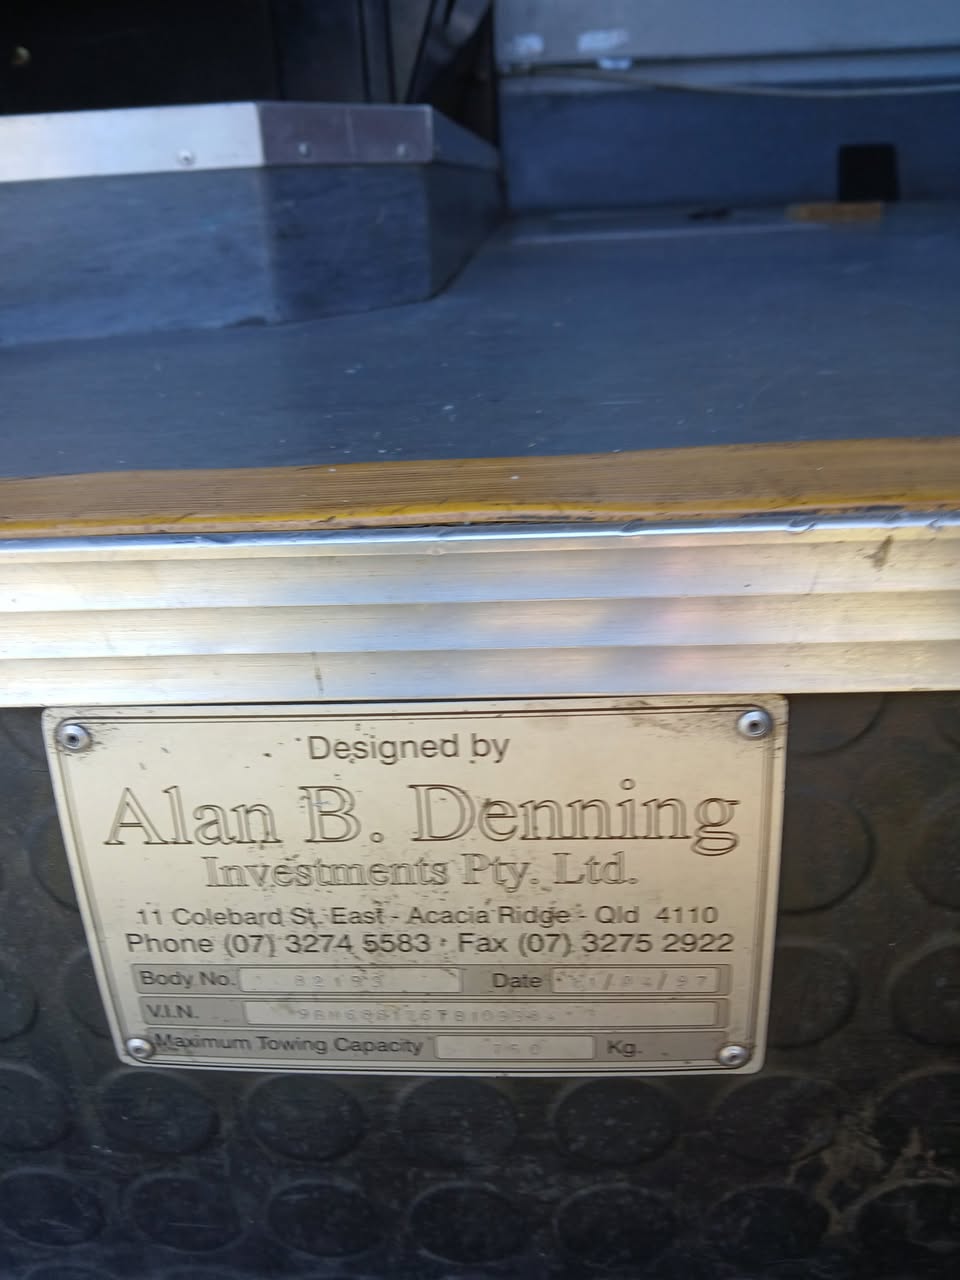 Designed by
Alan B. Denning
Investments Pty. Ltd.
11 Colebard St. East - Acacia Ridge - Qld 4110
Phone (07) 3274 5583 · Fax (07) 3275 2922
Body No. Date
V.I.N.
Maximum Towing Capacity 750 Kg.